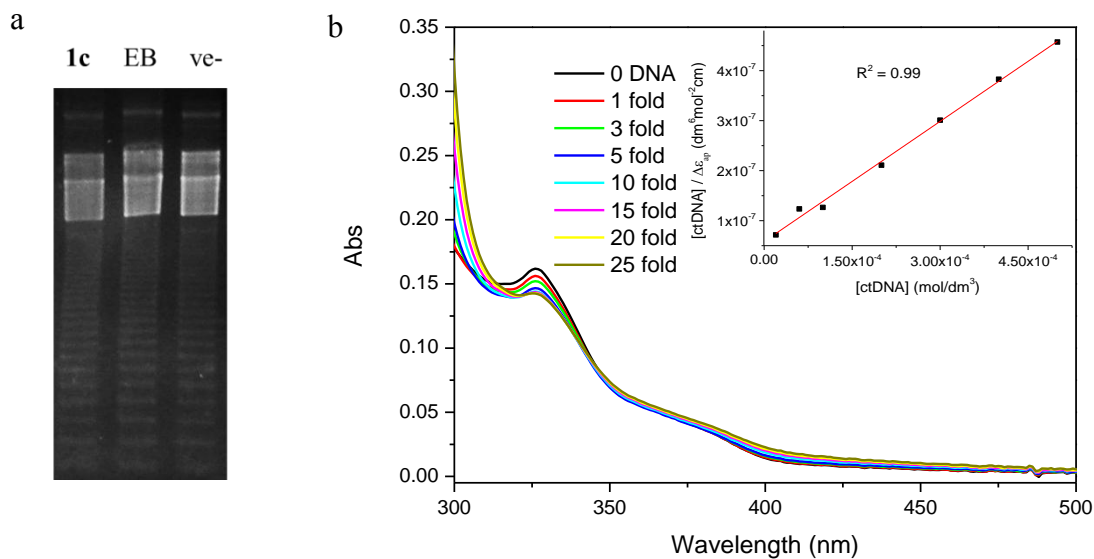 a
1c EB ve-
b
0 DNA
1 fold
3 fold
5 fold
10 fold
15 fold
20 fold
25 fold
R² = 0.99
[ctDNA] / Δεap (dm⁶mol⁻²cm)
4x10⁻⁷
3x10⁻⁷
2x10⁻⁷
1x10⁻⁷
0.00 1.50x10⁻⁴ 3.00x10⁻⁴ 4.50x10⁻⁴
[ctDNA] (mol/dm³)
Abs
0.35
0.30
0.25
0.20
0.15
0.10
0.05
0.00
300 350 400 450 500
Wavelength (nm)